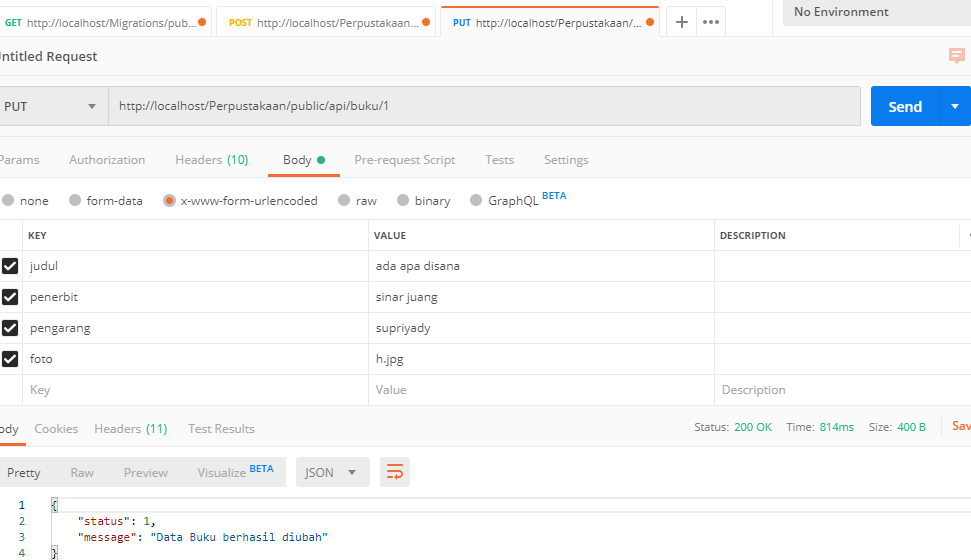 GET http://localhost/Migrations/pub...
POST http://localhost/Perpustakaan...
PUT http://localhost/Perpustakaan/...
+ •••
No Environment
ntitled Request
PUT
http://localhost/Perpustakaan/public/api/buku/1
Send
Params Authorization Headers (10) Body Pre-request Script Tests Settings
none form-data x-www-form-urlencoded raw binary GraphQL BETA
KEY VALUE DESCRIPTION
judul ada apa disana
penerbit sinar juang
pengarang supriyady
foto h.jpg
Key Value Description
ody Cookies Headers (11) Test Results Status: 200 OK Time: 814ms Size: 400 B Sav
Pretty Raw Preview Visualize BETA JSON
1 {
2 "status": 1,
3 "message": "Data Buku berhasil diubah"
4 }